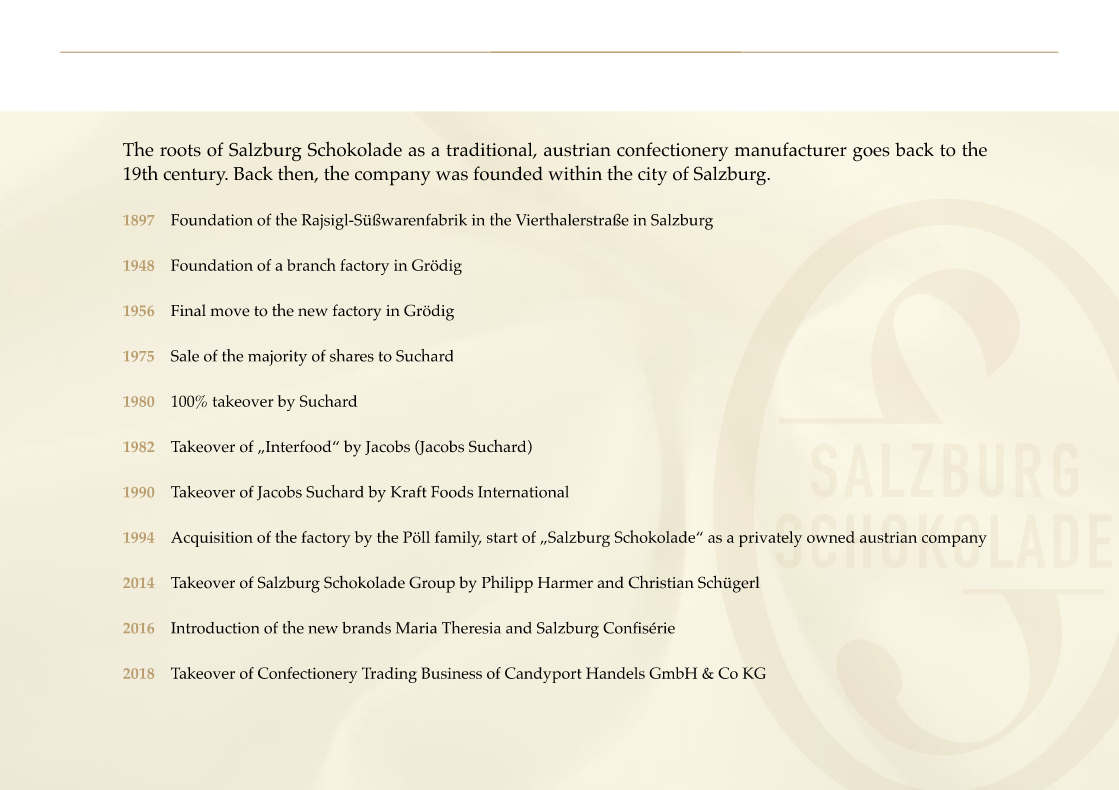 The roots of Salzburg Schokolade as a traditional, austrian confectionery manufacturer goes back to the
19th century. Back then, the company was founded within the city of Salzburg.
1897 Foundation of the Rajsigl-Süßwarenfabrik in the Vierthalerstraße in Salzburg
1948 Foundation of a branch factory in Grödig
1956 Final move to the new factory in Grödig
1975 Sale of the majority of shares to Suchard
1980 100% takeover by Suchard
1982 Takeover of „Interfood“ by Jacobs (Jacobs Suchard)
1990 Takeover of Jacobs Suchard by Kraft Foods International
1994 Acquisition of the factory by the Pöll family, start of „Salzburg Schokolade“ as a privately owned austrian company
2014 Takeover of Salzburg Schokolade Group by Philipp Harmer and Christian Schügerl
2016 Introduction of the new brands Maria Theresia and Salzburg Confisérie
2018 Takeover of Confectionery Trading Business of Candyport Handels GmbH & Co KG
SALZBURG
SCHOKOLADE